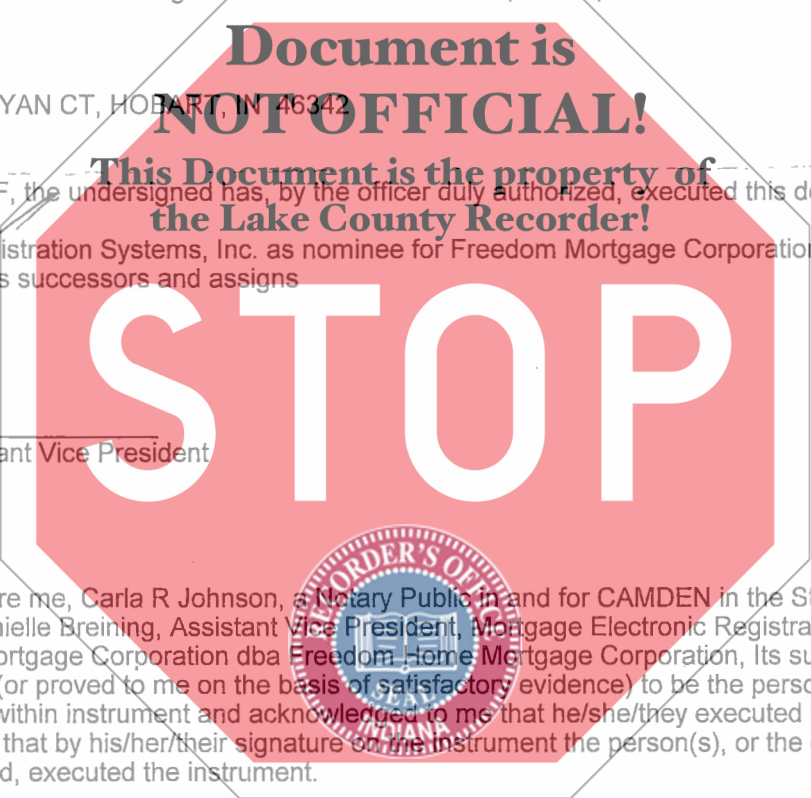 Document is
YAN CT, HOBART, IN 46342
NOT OFFICIAL!
This Document is the property of
F, the undersigned has, by the officer duly authorized, executed this d
the Lake County Recorder!
istration Systems, Inc. as nominee for Freedom Mortgage Corporation
s successors and assigns
STOP
ant Vice President
RECORDER'S OFFICE
re me, Carla R Johnson, a Notary Public in and for CAMDEN in the S
nielle Breining, Assistant Vice President, Mortgage Electronic Registra
ortgage Corporation dba Freedom Home Mortgage Corporation, Its su
(or proved to me on the basis of satisfactory evidence) to be the perso
SEAL
within instrument and acknowledged to me that he/she/they executed
INDIANA
that by his/her/their signature on the instrument the person(s), or the
d, executed the instrument.